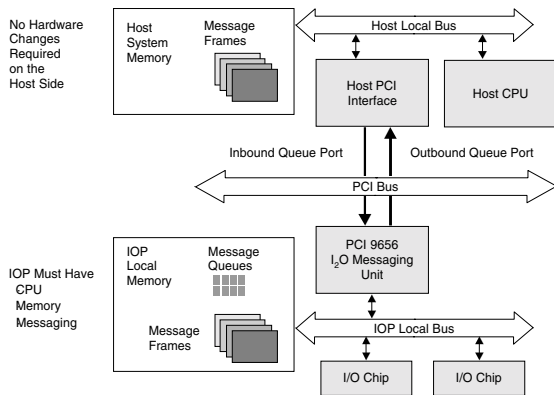 No Hardware
Changes
Required
on the
Host Side
Host
System
Memory
Message
Frames
Host Local Bus
Host PCI
Interface
Host CPU
Inbound Queue Port
Outbound Queue Port
PCI Bus
IOP Must Have
CPU
Memory
Messaging
IOP
Local
Memory
Message
Queues
Message
Frames
PCI 9656
I2O Messaging
Unit
IOP Local Bus
I/O Chip
I/O Chip